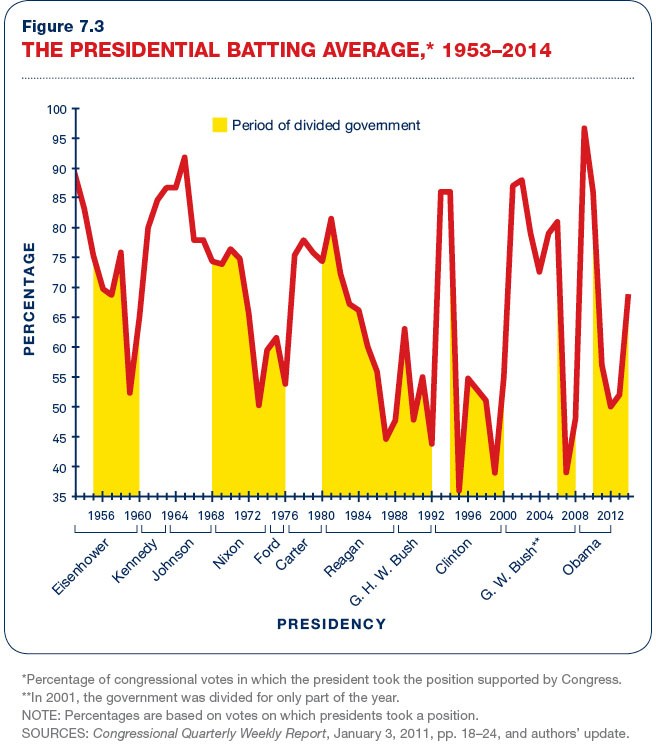 Figure 7.3
THE PRESIDENTIAL BATTING AVERAGE,* 1953–2014
Period of divided government
PERCENTAGE
100
95
90
85
80
75
70
65
60
55
50
45
40
35
1956 1960 1964 1968 1972 1976 1980 1984 1988 1992 1996 2000 2004 2008 2012
Eisenhower
Kennedy
Johnson
Nixon
Ford
Carter
Reagan
G. H. W. Bush
Clinton
G. W. Bush**
Obama
PRESIDENCY
*Percentage of congressional votes in which the president took the position supported by Congress.
**In 2001, the government was divided for only part of the year.
NOTE: Percentages are based on votes on which presidents took a position.
SOURCES: Congressional Quarterly Weekly Report, January 3, 2011, pp. 18–24, and authors’ update.